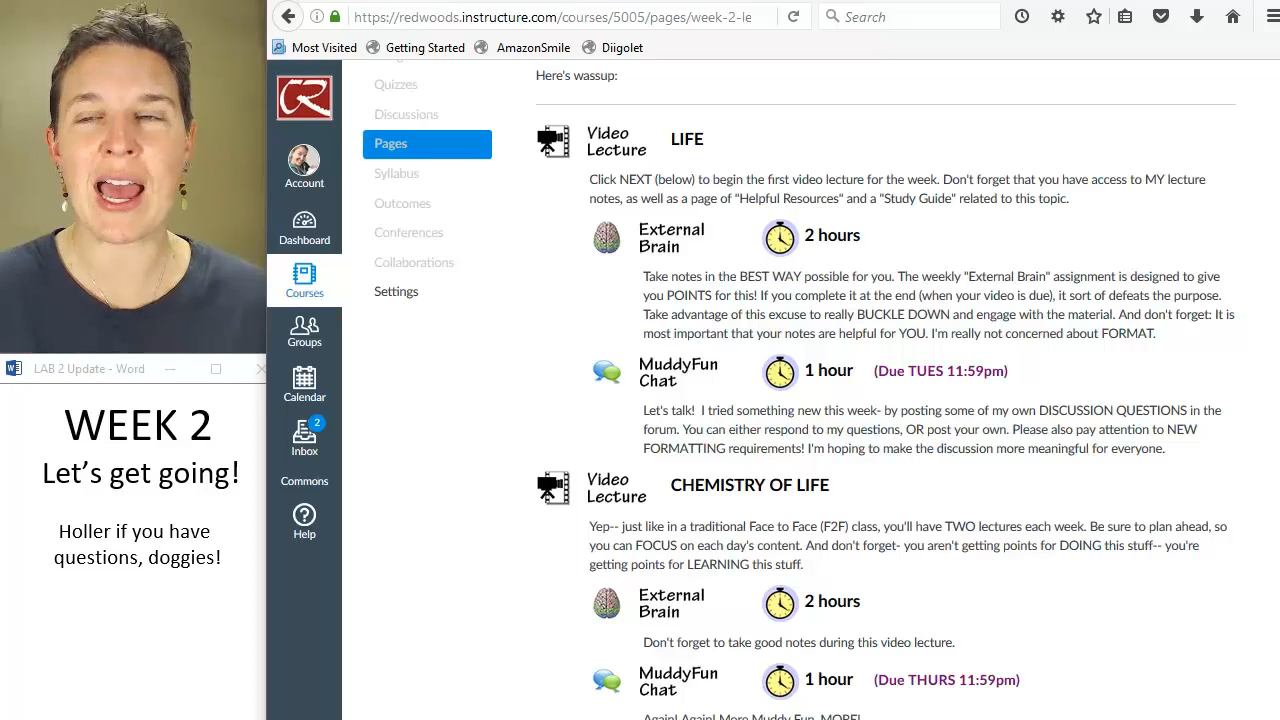 https://redwoods.instructure.com/courses/5005/pages/week-2-le
Search
Most Visited
Getting Started
AmazonSmile
Diigolet
Account
Dashboard
Courses
Groups
Calendar
2
Inbox
Commons
Help
Quizzes
Discussions
Pages
Syllabus
Outcomes
Conferences
Collaborations
Settings
Here's wassup:
Video
Lecture
LIFE
Click NEXT (below) to begin the first video lecture for the week. Don't forget that you have access to MY lecture
notes, as well as a page of "Helpful Resources" and a "Study Guide" related to this topic.
External
Brain
2 hours
Take notes in the BEST WAY possible for you. The weekly "External Brain" assignment is designed to give
you POINTS for this! If you complete it at the end (when your video is due), it sort of defeats the purpose.
Take advantage of this excuse to really BUCKLE DOWN and engage with the material. And don't forget: It is
most important that your notes are helpful for YOU. I'm really not concerned about FORMAT.
MuddyFun
Chat
1 hour
(Due TUES 11:59pm)
Let's talk! I tried something new this week- by posting some of my own DISCUSSION QUESTIONS in the
forum. You can either respond to my questions, OR post your own. Please also pay attention to NEW
FORMATTING requirements! I'm hoping to make the discussion more meaningful for everyone.
Video
Lecture
CHEMISTRY OF LIFE
Yep-- just like in a traditional Face to Face (F2F) class, you'll have TWO lectures each week. Be sure to plan ahead, so
you can FOCUS on each day's content. And don't forget- you aren't getting points for DOING this stuff-- you're
getting points for LEARNING this stuff.
External
Brain
2 hours
Don't forget to take good notes during this video lecture.
MuddyFun
Chat
1 hour
(Due THURS 11:59pm)
Again! Again! More Muddy Fun, MORE!
LAB 2 Update - Word
WEEK 2
Let's get going!
Holler if you have
questions, doggies!